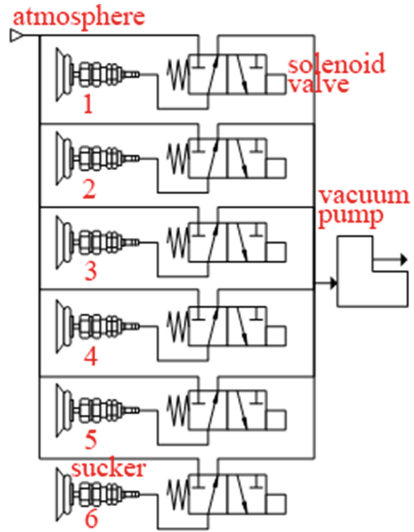 atmosphere
solenoid
valve
1
2
vacuum
pump
3
4
5
sucker
6